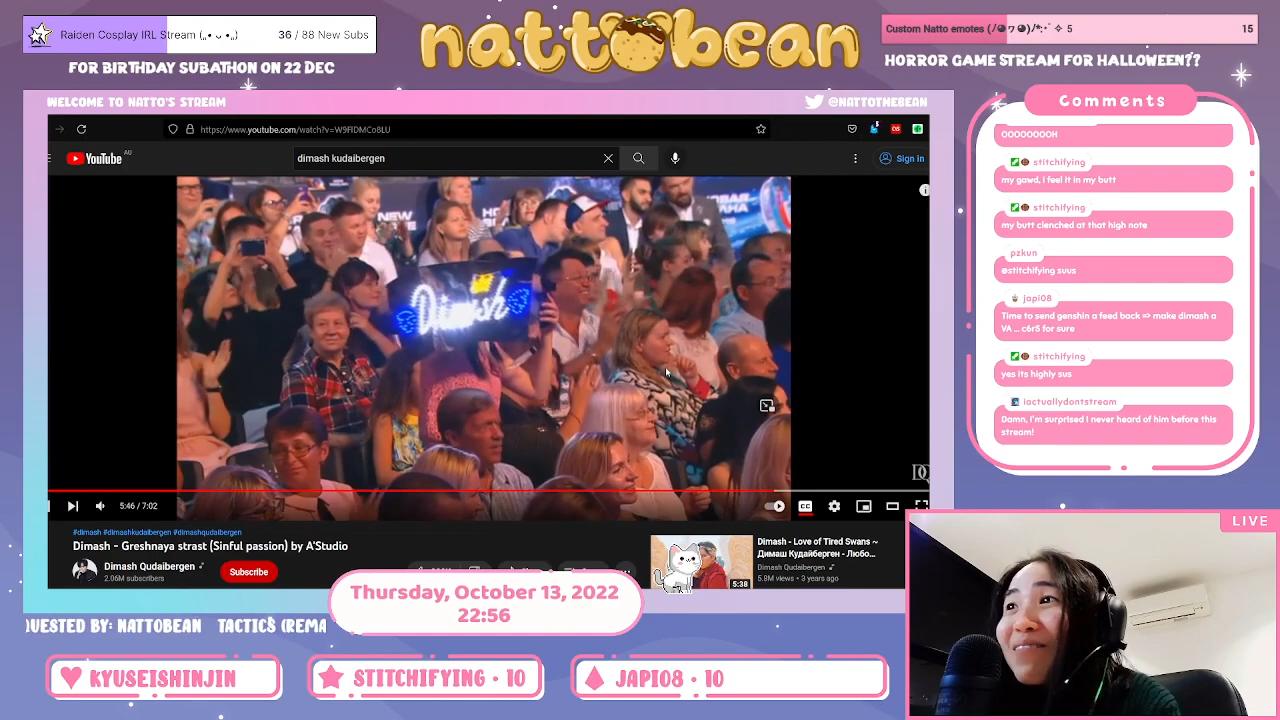 Raiden Cosplay IRL Stream (｡• ᴗ •｡) 36 / 88 New Subs
FOR BIRTHDAY SUBATHON ON 22 DEC
nattobean
Custom Natto emotes 5 15
HORROR GAME STREAM FOR HALLOWEEN??
WELCOME TO NATTO'S STREAM
@NATTOTHEBEAN
https://www.youtube.com/watch?v=W9FIDMCo8LU
YouTube AU
dimash kudaibergen
Sign in
Dimash
NEW
DQ
5:46 / 7:02
CC
#dimash #dimashkudaibergen #dimashqudaibergen
Dimash - Greshnaya strast (Sinful passion) by A'Studio
Dimash Qudaibergen
2.06M subscribers
Subscribe
5:38
Dimash - Love of Tired Swans ~
Димаш Кудайберген - Любо...
Dimash Qudaibergen
5.8M views • 3 years ago
Comments
OOOOOOOOH
stitchifying
my gawd, i feel it in my butt
stitchifying
my butt clenched at that high note
pzkun
@stitchifying suus
japi08
Time to send genshin a feed back => make dimash a
VA ... c6r5 for sure
stitchifying
yes its highly sus
iactuallydontstream
Damn, I'm surprised I never heard of him before this
stream!
LIVE
Thursday, October 13, 2022
22:56
QUESTED BY: NATTOBEAN TACTICS (REMA
KYUSEISHINJIN
STITCHIFYING • 10
JAPI08 • 10